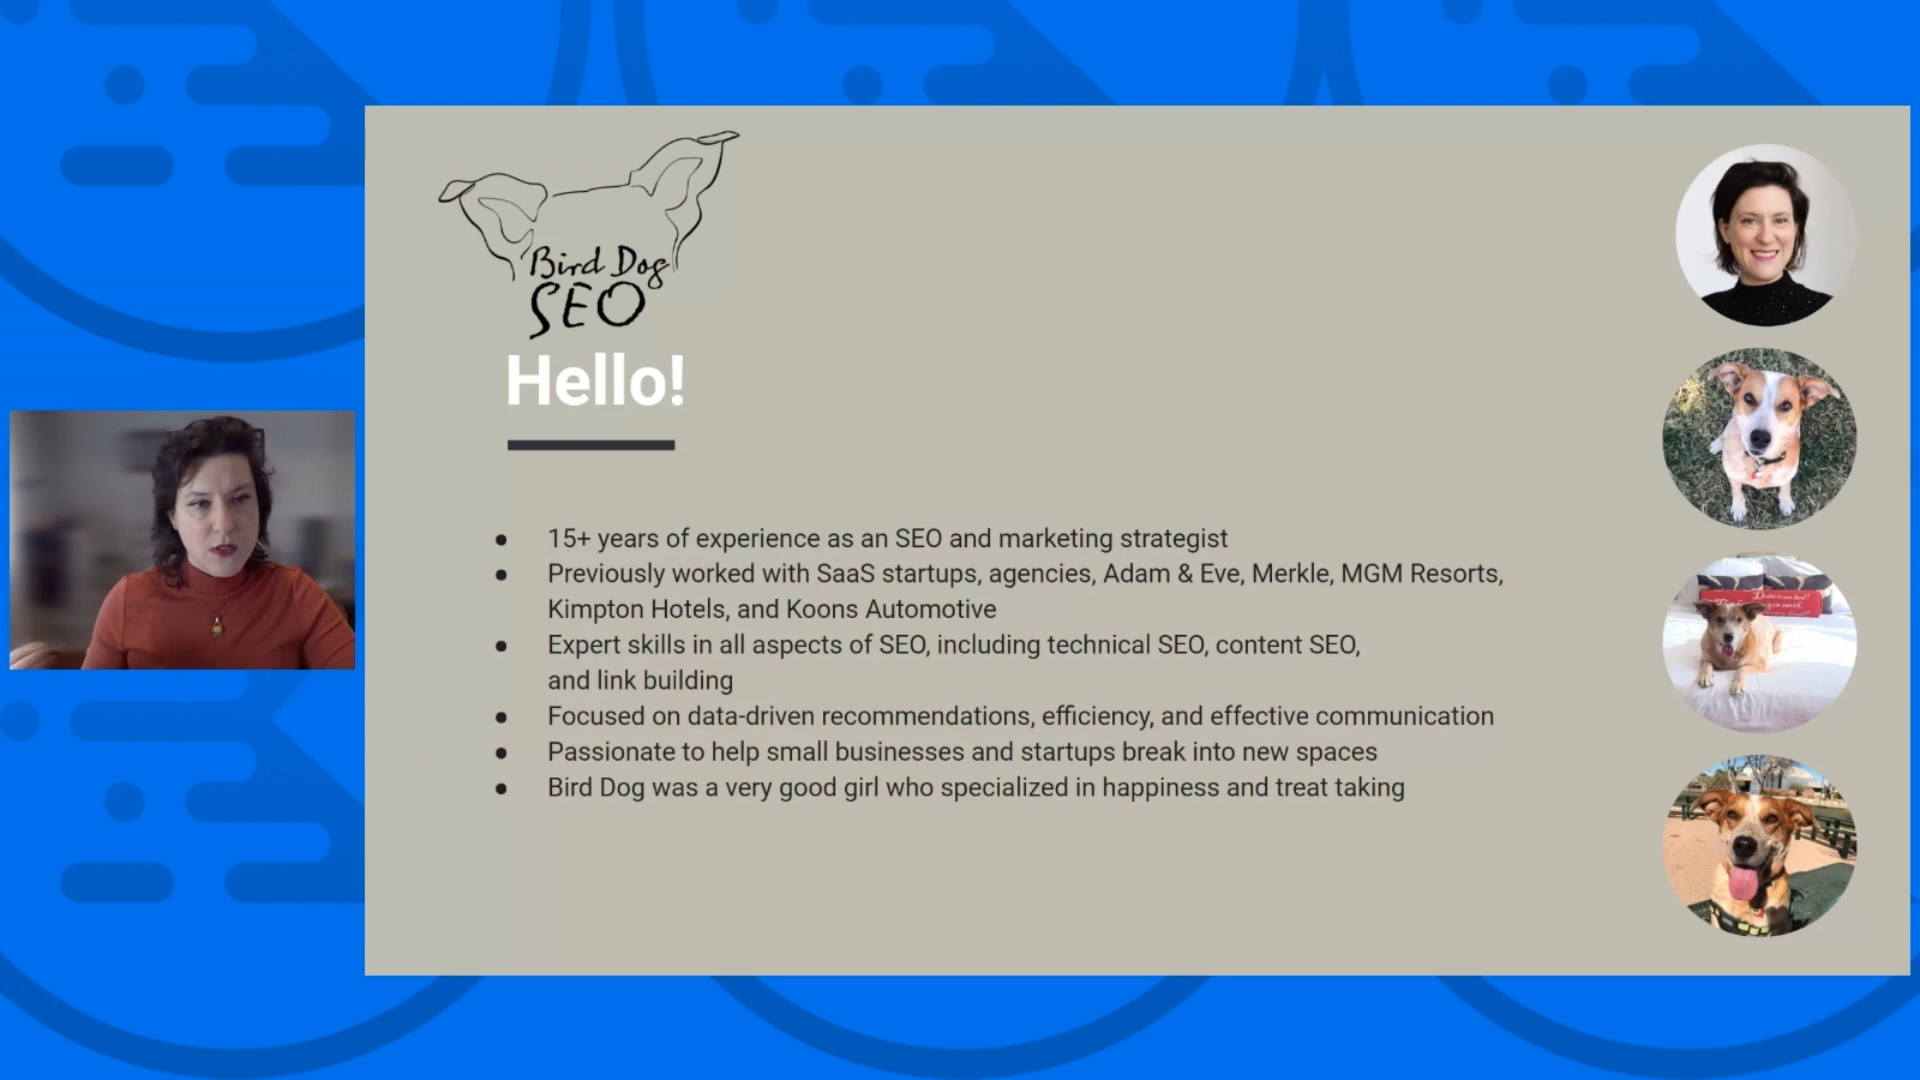 Bird Dog
SEO
Hello!
● 15+ years of experience as an SEO and marketing strategist
● Previously worked with SaaS startups, agencies, Adam & Eve, Merkle, MGM Resorts,
Kimpton Hotels, and Koons Automotive
● Expert skills in all aspects of SEO, including technical SEO, content SEO,
and link building
● Focused on data-driven recommendations, efficiency, and effective communication
● Passionate to help small businesses and startups break into new spaces
● Bird Dog was a very good girl who specialized in happiness and treat taking